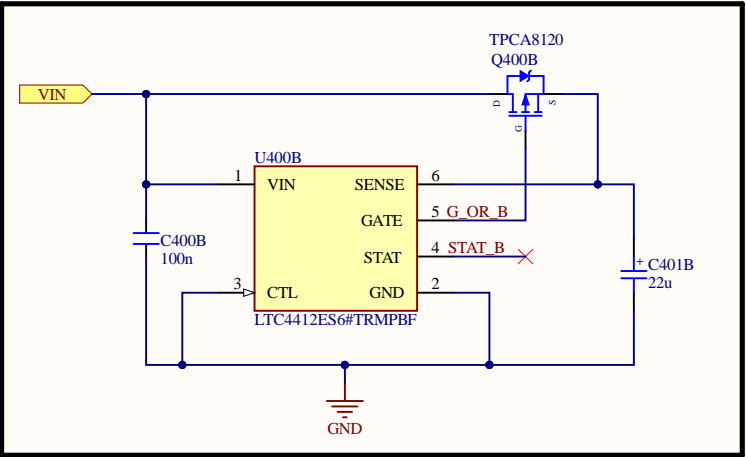 TPCA8120
Q400B
VIN
D
S
G
U400B
1
VIN
SENSE
6
GATE
5
G_OR_B
C400B
100n
STAT
4
STAT_B
+
C401B
22u
3
CTL
GND
2
LTC4412ES6#TRMPBF
GND